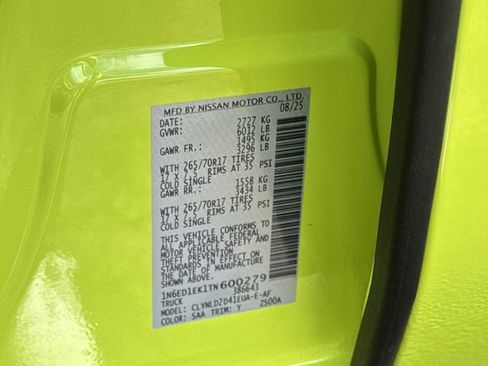 MFD BY NISSAN MOTOR CO., LTD.
DATE: 08/25
GVWR: 2727 KG
6012 LB
GAWR FR.: 1495 KG
3296 LB
WITH 265/70R17 TIRES
17 X 7.5 RIMS AT 35 PSI
COLD SINGLE
GAWR RR.: 1558 KG
3434 LB
WITH 265/70R17 TIRES
17 X 7.5 RIMS AT 35 PSI
COLD SINGLE
THIS VEHICLE CONFORMS TO
ALL APPLICABLE FEDERAL
MOTOR VEHICLE SAFETY AND
THEFT PREVENTION
STANDARDS IN EFFECT ON
THE DATE OF MANUFACTURE
SHOWN ABOVE.
1N6ED1EK1TN600279
TRUCK 386643
MODEL: CLYNLD2D41EUA-E-AF
COLOR: SAA TRIM: Y ZS00A